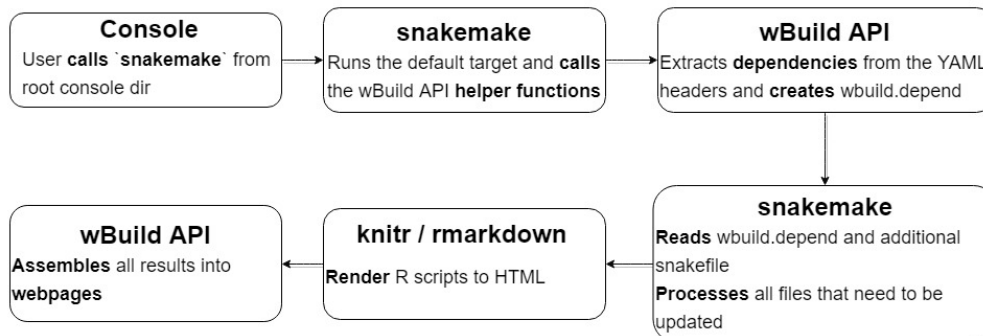 Console
User calls `snakemake` from
root console dir
snakemake
Runs the default target and calls
the wBuild API helper functions
wBuild API
Extracts dependencies from the YAML
headers and creates wbuild.depend
snakemake
Reads wbuild.depend and additional
snakefile
Processes all files that need to be
updated
knitr / rmarkdown
Render R scripts to HTML
wBuild API
Assembles all results into
webpages